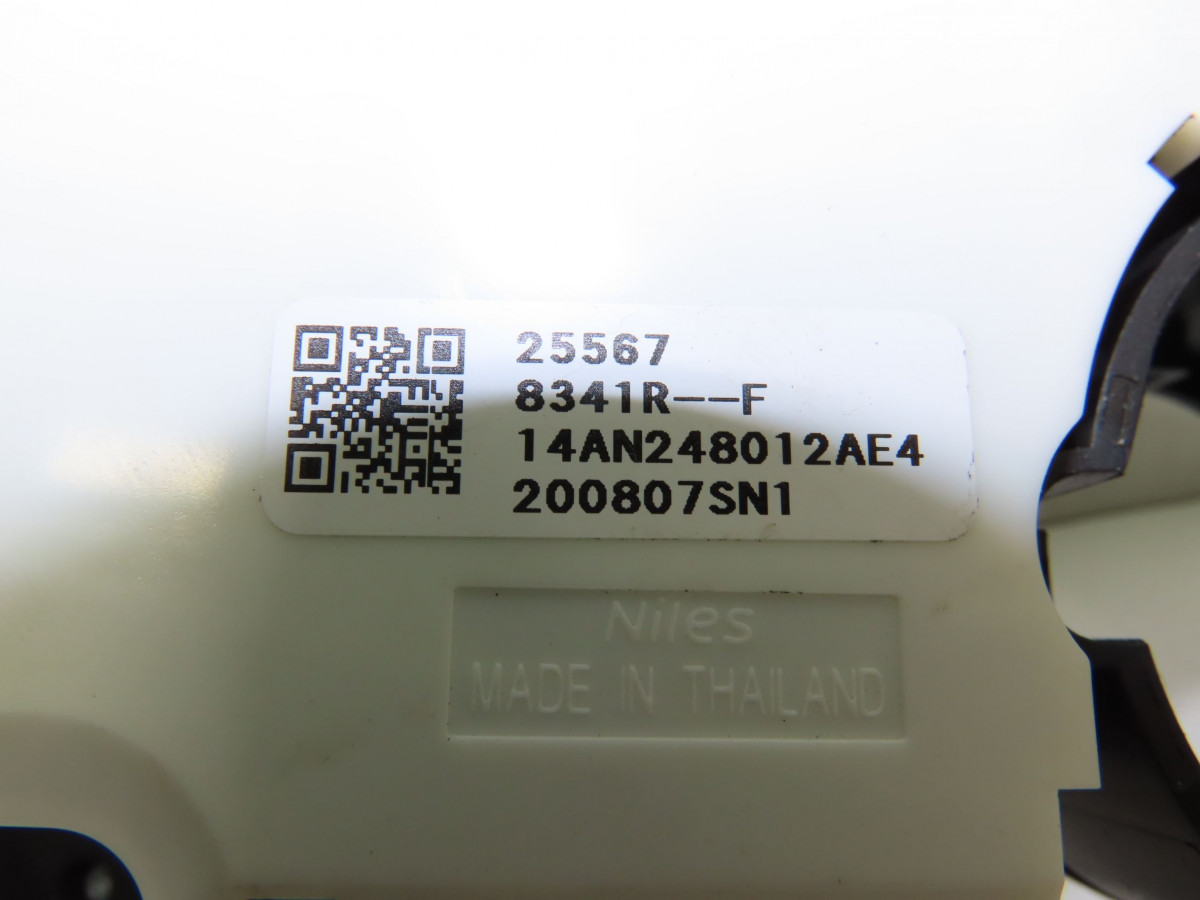 25567
8341R--F
14AN248012AE4
200807SN1
Niles
MADE IN THAILAND